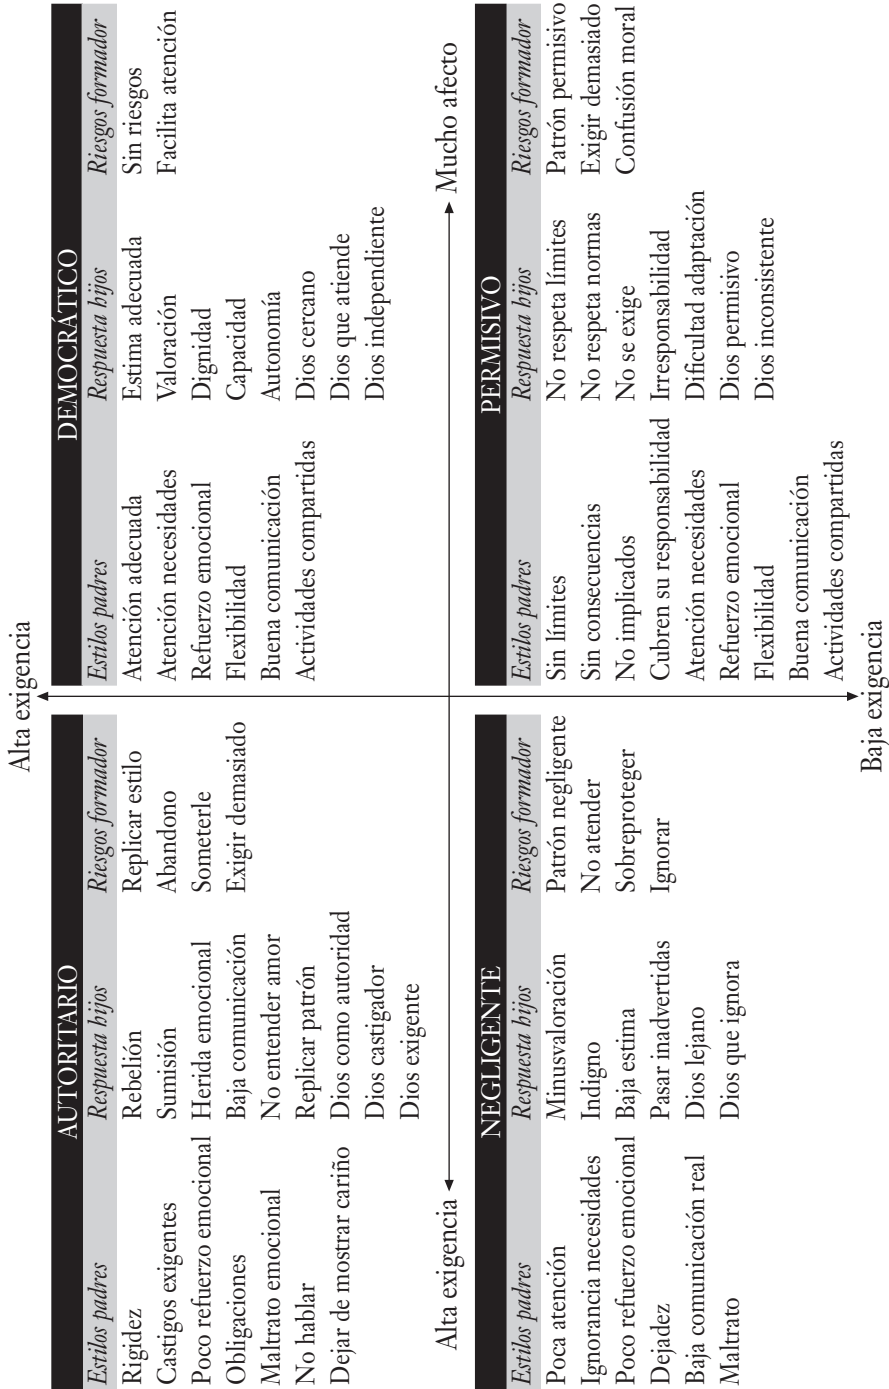 Alta exigencia
AUTORITARIO
Estilos padres
Rigidez
Castigos exigentes
Poco refuerzo emocional
Obligaciones
Maltrato emocional
No hablar
Dejar de mostrar cariño
Respuesta hijos
Rebelión
Sumisión
Herida emocional
Baja comunicación
No entender amor
Replicar patrón
Dios como autoridad
Dios castigador
Dios exigente
Riesgos formador
Replicar estilo
Abandono
Someterle
Exigir demasiado
DEMOCRÁTICO
Estilos padres
Atención adecuada
Atención necesidades
Refuerzo emocional
Flexibilidad
Buena comunicación
Actividades compartidas
Respuesta hijos
Estima adecuada
Valoración
Dignidad
Capacidad
Autonomía
Dios cercano
Dios que atiende
Dios independiente
Riesgos formador
Sin riesgos
Facilita atención
Alta exigencia
Mucho afecto
NEGLIGENTE
Estilos padres
Poca atención
Ignorancia necesidades
Poco refuerzo emocional
Dejadez
Baja comunicación real
Maltrato
Respuesta hijos
Minusvaloración
Indigno
Baja estima
Pasar inadvertidas
Dios lejano
Dios que ignora
Riesgos formador
Patrón negligente
No atender
Sobreproteger
Ignorar
PERMISIVO
Estilos padres
Sin límites
Sin consecuencias
No implicados
Cubren su responsabilidad
Atención necesidades
Refuerzo emocional
Flexibilidad
Buena comunicación
Actividades compartidas
Respuesta hijos
No respeta límites
No respeta normas
No se exige
Irresponsabilidad
Dificultad adaptación
Dios permisivo
Dios inconsistente
Riesgos formador
Patrón permisivo
Exigir demasiado
Confusión moral
Baja exigencia